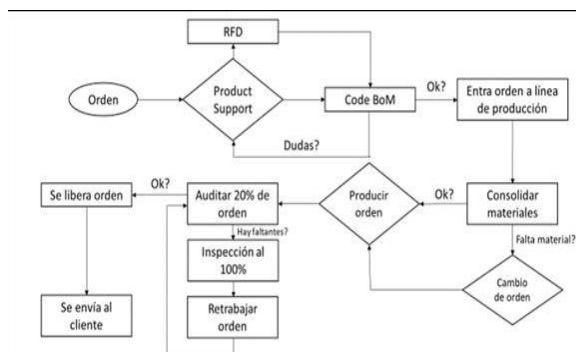 RFD
Orden
Product
Support
Code BoM
Ok?
Entra orden a línea
de producción
Dudas?
Se libera orden
Ok?
Auditar 20% de
orden
Producir
orden
Ok?
Consolidar
materiales
Hay faltantes?
Falta material?
Inspección al
100%
Cambio
de orden
Se envía al
cliente
Retrabajar
orden